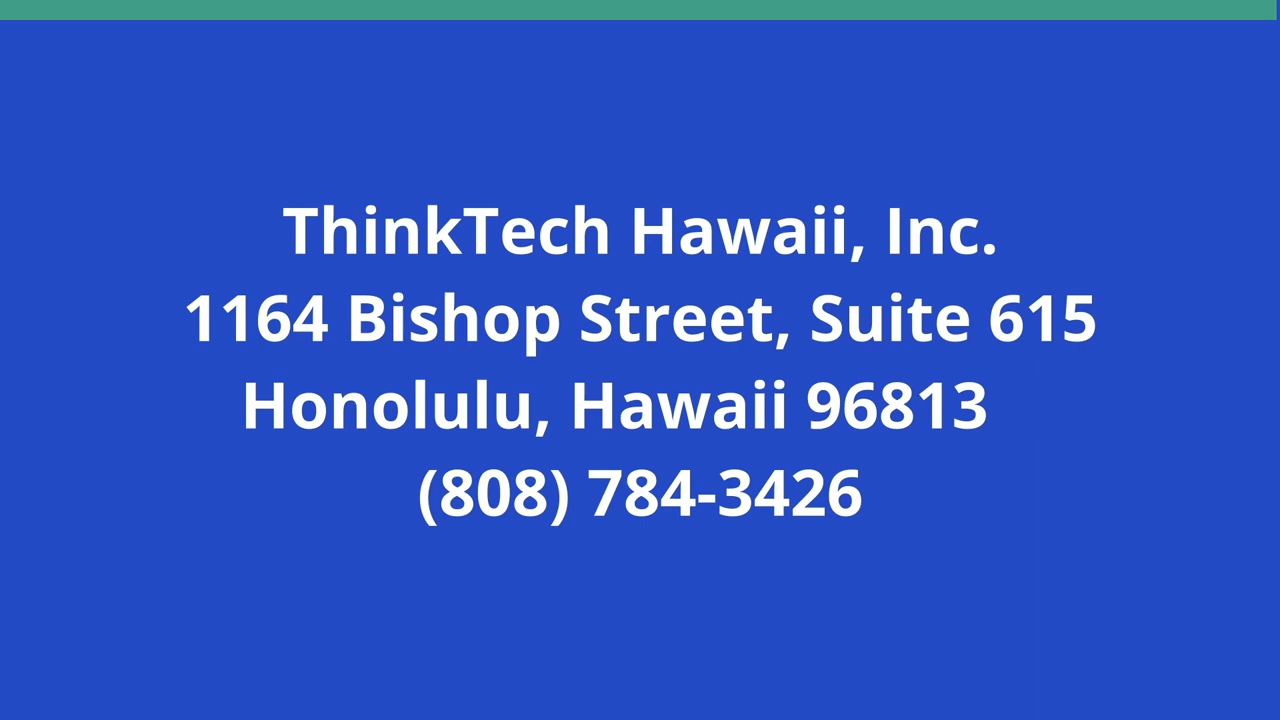 ThinkTech Hawaii, Inc.
1164 Bishop Street, Suite 615
Honolulu, Hawaii 96813
(808) 784-3426